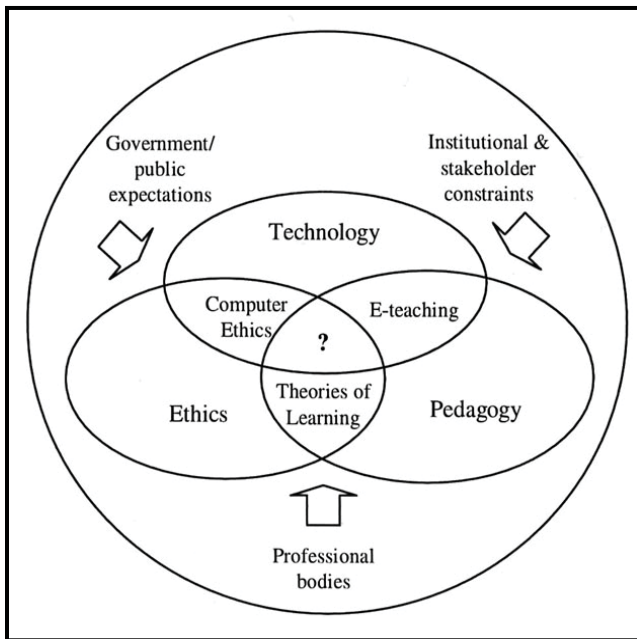 Government/
public
expectations
Institutional &
stakeholder
constraints
Technology
Computer
Ethics
E-teaching
?
Theories of
Learning
Ethics
Pedagogy
Professional
bodies